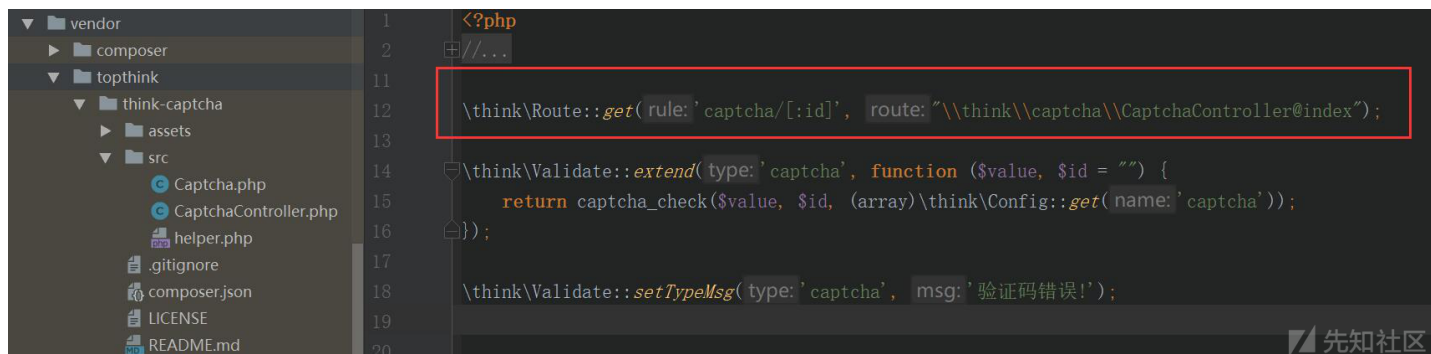 vendor
composer
topthink
think-captcha
assets
src
Captcha.php
CaptchaController.php
helper.php
.gitignore
composer.json
LICENSE
README.md
1 <?php
2 //...
11
12 \think\Route::get( rule: 'captcha/[:id]', route: "\\think\\captcha\\CaptchaController@index");
13
14 \think\Validate::extend( type: 'captcha', function ($value, $id = "") {
15 return captcha_check($value, $id, (array)\think\Config::get( name: 'captcha'));
16 });
17
18 \think\Validate::setTypeMsg( type: 'captcha', msg: '验证码错误!');
19
20
先知社区